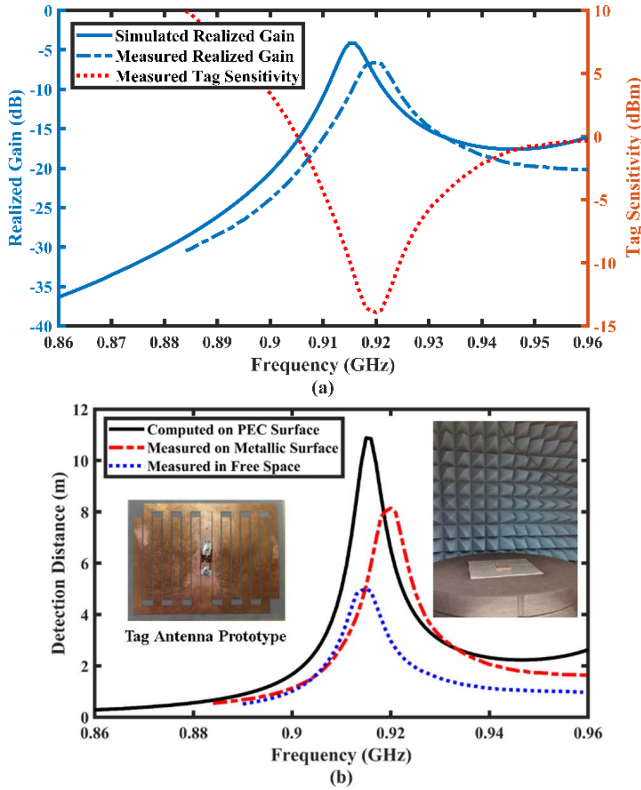 Simulated Realized Gain
Measured Realized Gain
Measured Tag Sensitivity
Realized Gain (dB)
0
-5
-10
-15
-20
-25
-30
-35
-40
Tag Sensitivity (dBm)
10
5
0
-5
-10
-15
0.86 0.87 0.88 0.89 0.9 0.91 0.92 0.93 0.94 0.95 0.96
Frequency (GHz)
(a)
Computed on PEC Surface
Measured on Metallic Surface
Measured in Free Space
Detection Distance (m)
12
10
8
6
4
2
0
Tag Antenna Prototype
0.86 0.88 0.9 0.92 0.94 0.96
Frequency (GHz)
(b)